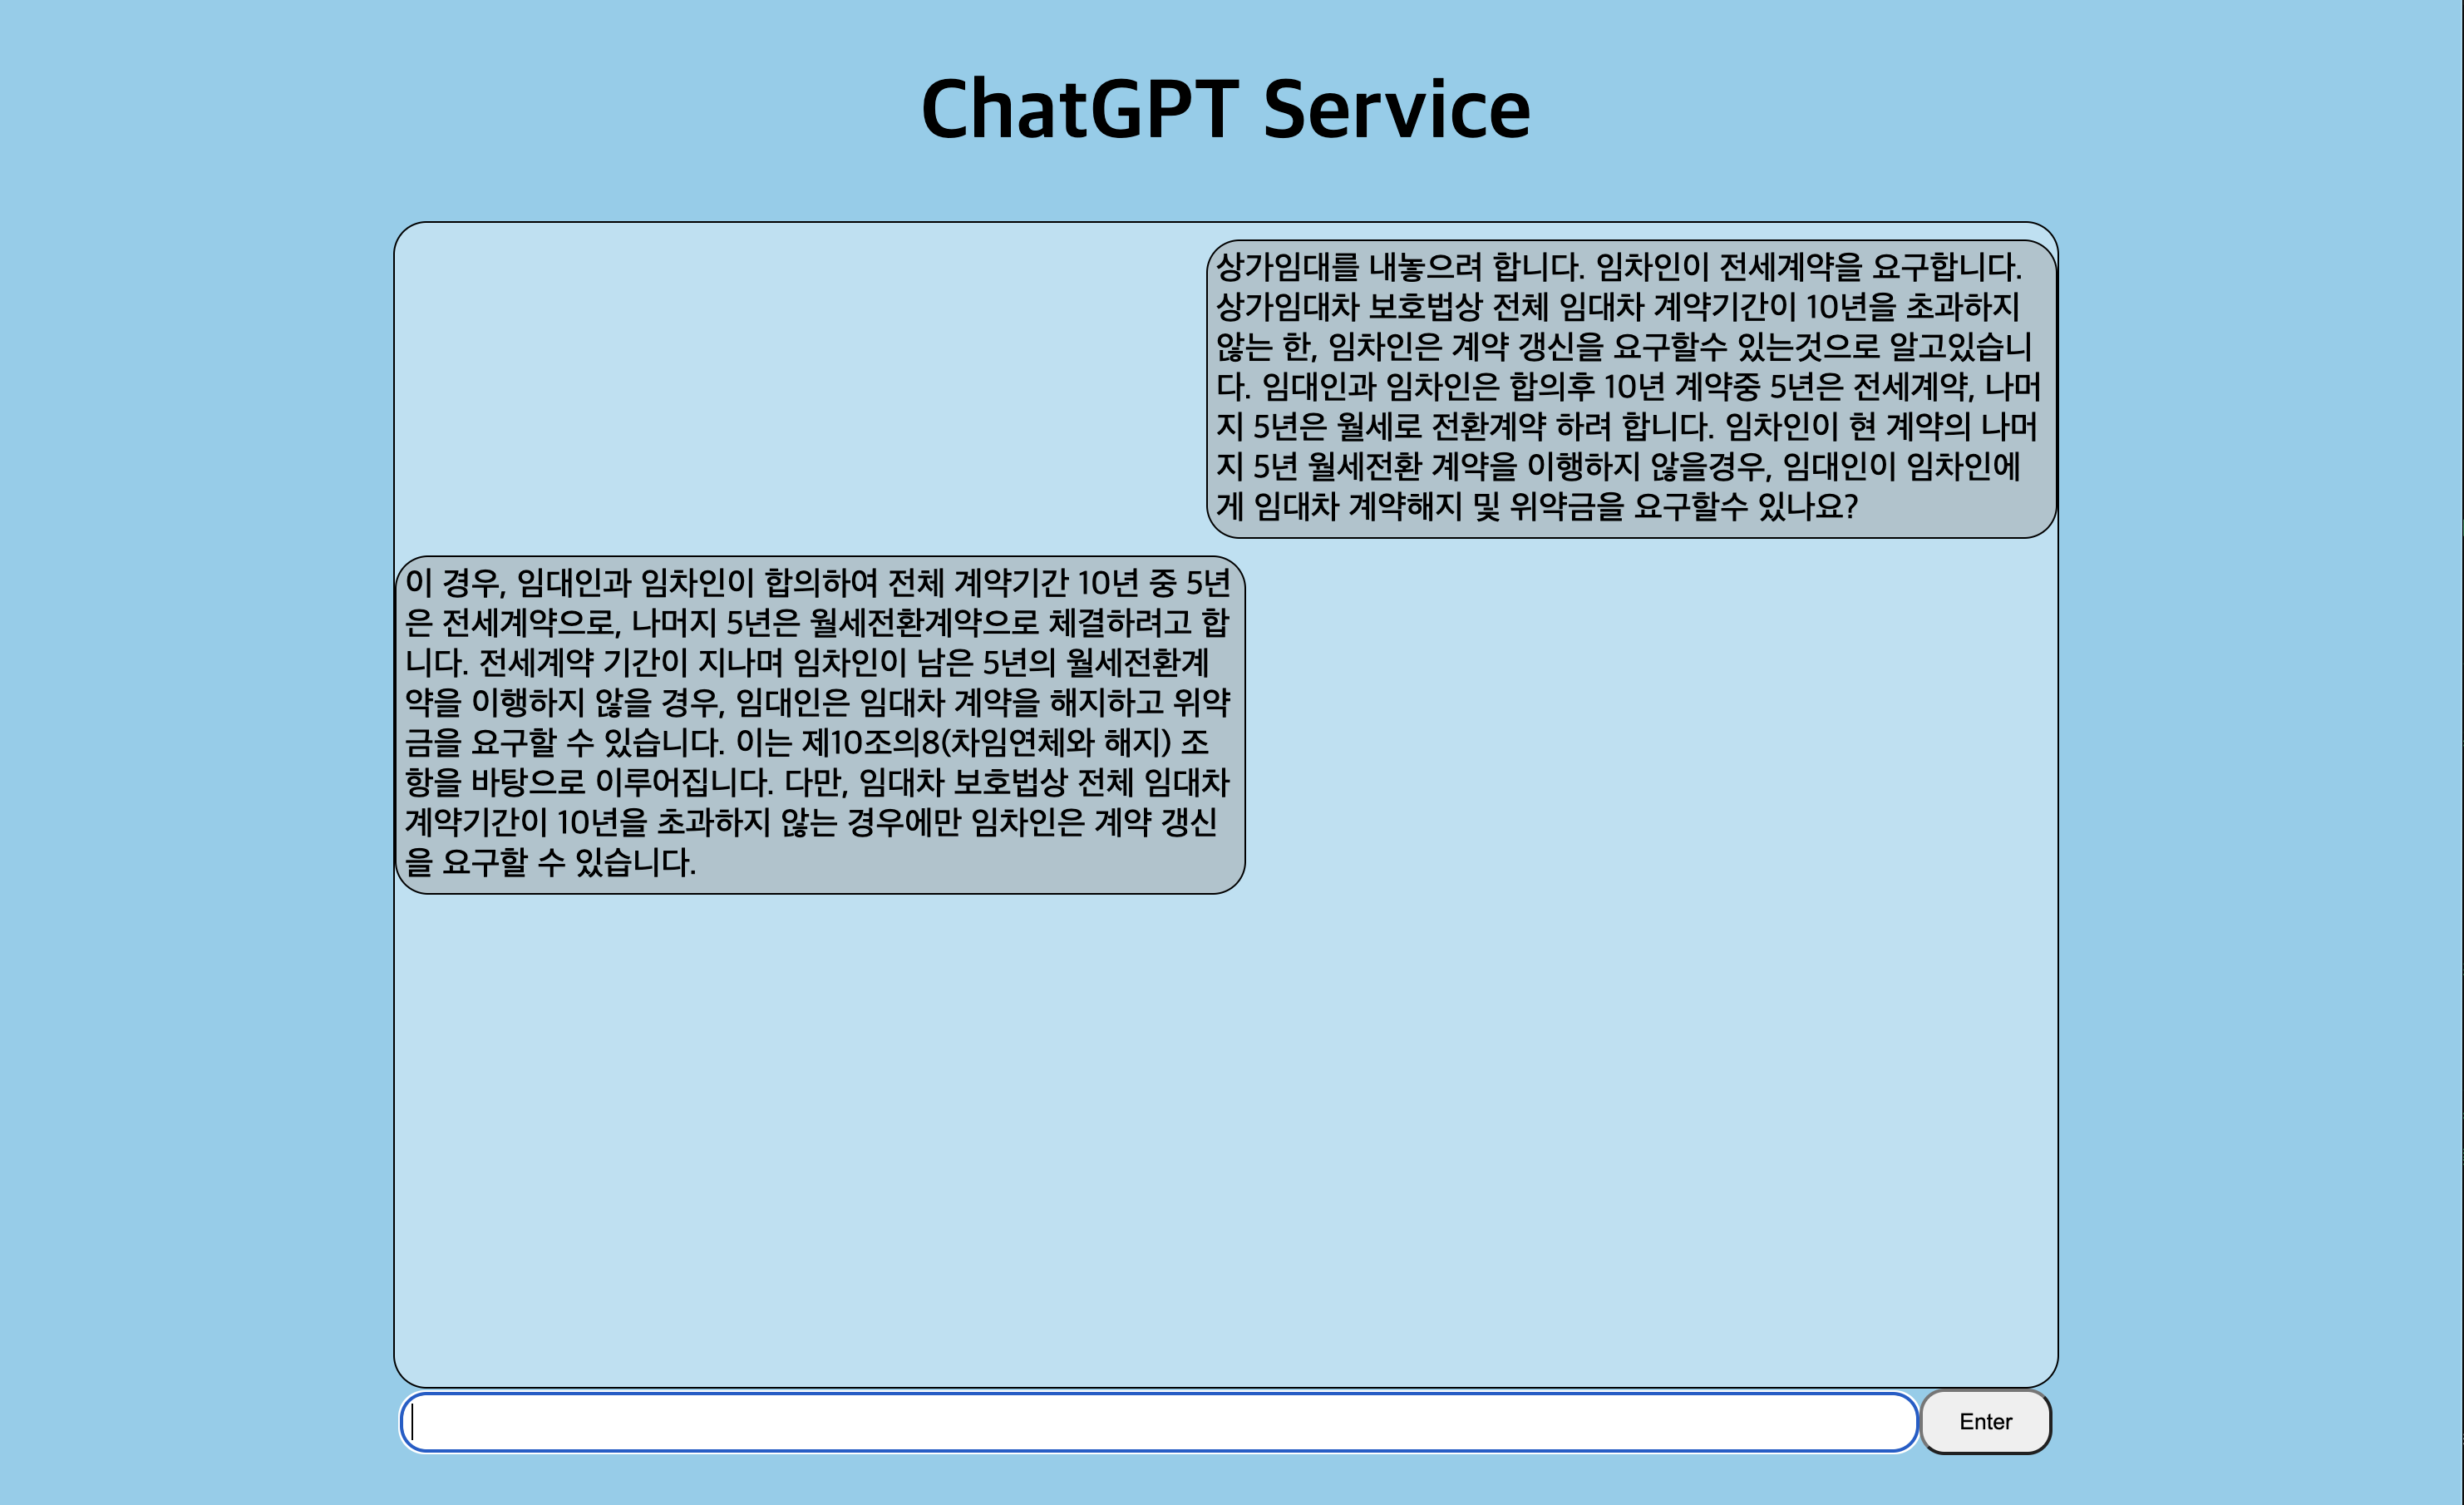 ChatGPT Service
상가임대를 내놓으려 합니다. 임차인이 전세계약을 요구합니다.
상가임대차 보호법상 전체 임대차 계약기간이 10년을 초과하지
않는 한, 임차인은 계약 갱신을 요구할수 있는것으로 알고있습니
다. 임대인과 임차인은 합의후 10년 계약중 5년은 전세계약, 나머
지 5년은 월세로 전환계약 하려 합니다. 임차인이 현 계약의 나머
지 5년 월세전환 계약을 이행하지 않을경우, 임대인이 임차인에
게 임대차 계약해지 및 위약금을 요구할수 있나요?
이 경우, 임대인과 임차인이 합의하여 전체 계약기간 10년 중 5년
은 전세계약으로, 나머지 5년은 월세전환계약으로 체결하려고 합
니다. 전세계약 기간이 지나며 임차인이 남은 5년의 월세전환계
약을 이행하지 않을 경우, 임대인은 임대차 계약을 해지하고 위약
금을 요구할 수 있습니다. 이는 제10조의8(차임연체와 해지) 조
항을 바탕으로 이루어집니다. 다만, 임대차 보호법상 전체 임대차
계약기간이 10년을 초과하지 않는 경우에만 임차인은 계약 갱신
을 요구할 수 있습니다.
Enter